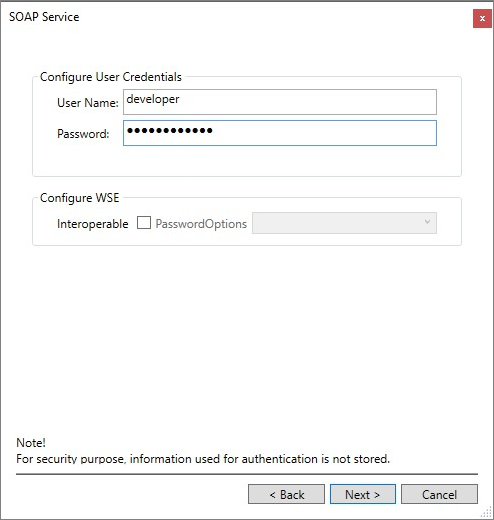 SOAP Service
x
Configure User Credentials
User Name: developer
Password: ●●●●●●●●●●●●
Configure WSE
Interoperable PasswordOptions
Note!
For security purpose, information used for authentication is not stored.
< Back Next > Cancel